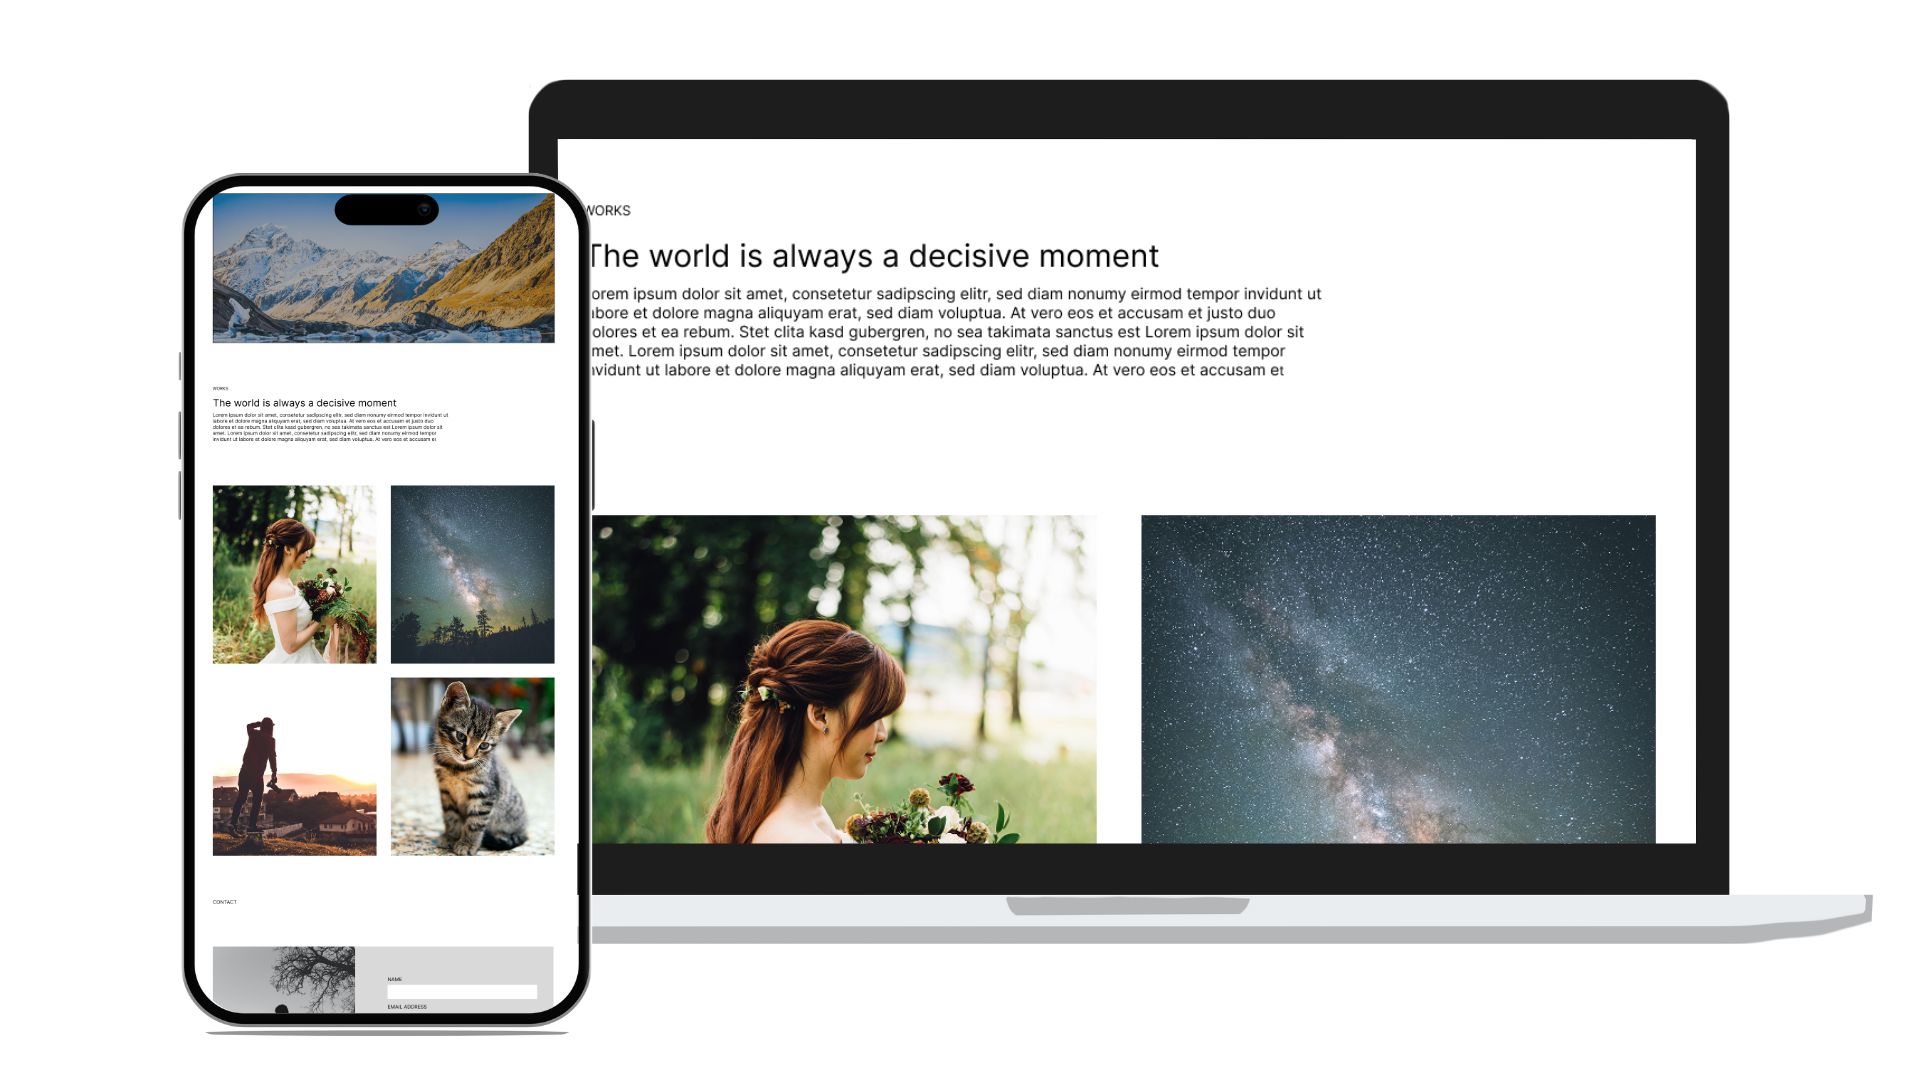 WORKS
The world is always a decisive moment
Lorem ipsum dolor sit amet, consetetur sadipscing elitr, sed diam nonumy eirmod tempor invidunt ut
labore et dolore magna aliquyam erat, sed diam voluptua. At vero eos et accusam et justo duo
dolores et ea rebum. Stet clita kasd gubergren, no sea takimata sanctus est Lorem ipsum dolor sit
amet. Lorem ipsum dolor sit amet, consetetur sadipscing elitr, sed diam nonumy eirmod tempor
invidunt ut labore et dolore magna aliquyam erat, sed diam voluptua. At vero eos et accusam et
CONTACT
NAME
EMAIL ADDRESS
WORKS
The world is always a decisive moment
orem ipsum dolor sit amet, consetetur sadipscing elitr, sed diam nonumy eirmod tempor invidunt ut
abore et dolore magna aliquyam erat, sed diam voluptua. At vero eos et accusam et justo duo
olores et ea rebum. Stet clita kasd gubergren, no sea takimata sanctus est Lorem ipsum dolor sit
met. Lorem ipsum dolor sit amet, consetetur sadipscing elitr, sed diam nonumy eirmod tempor
nvidunt ut labore et dolore magna aliquyam erat, sed diam voluptua. At vero eos et accusam et